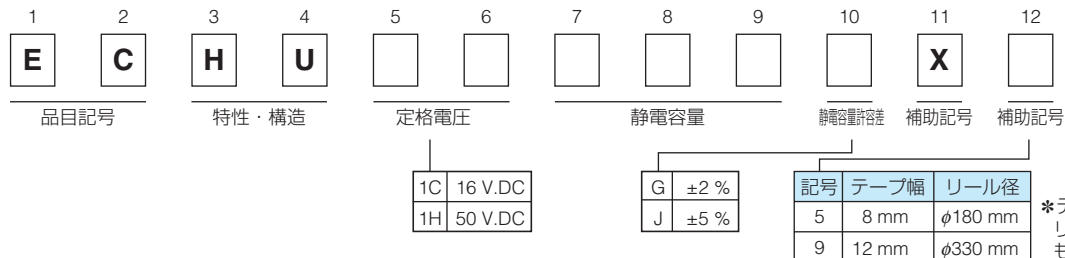 1 2 3 4 5 6 7 8 9 10 11 12
E C H U X
品目記号 特性・構造 定格電圧 静電容量 静電容量許容差 補助記号 補助記号
1C 16 V.DC
1H 50 V.DC
G ±2 %
J ±5 %
記号 テープ幅 リール径
5 8 mm φ180 mm
9 12 mm φ330 mm